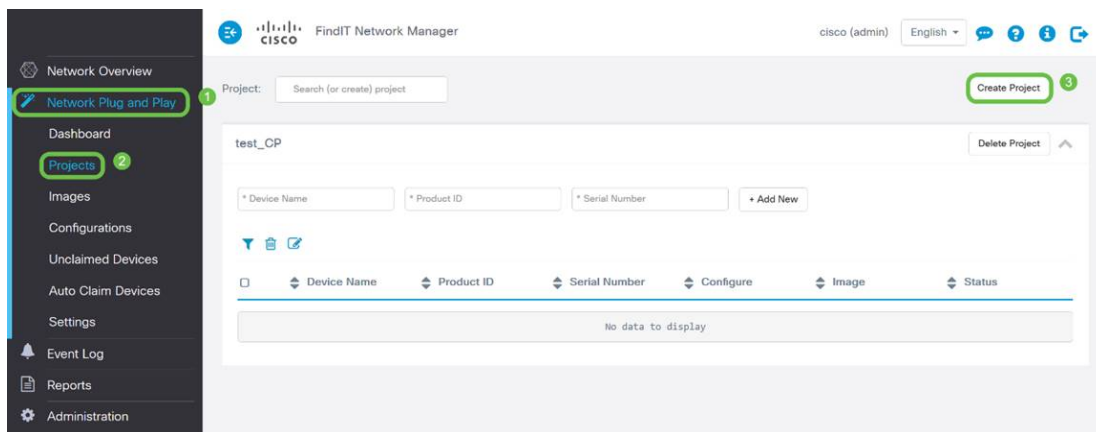 CISCO FindIT Network Manager cisco (admin) English
Network Overview
Network Plug and Play 1
Dashboard
Projects 2
Images
Configurations
Unclaimed Devices
Auto Claim Devices
Settings
Event Log
Reports
Administration
Project: Search (or create) project Create Project 3
test_CP Delete Project
* Device Name * Product ID * Serial Number + Add New
Device Name Product ID Serial Number Configure Image Status
No data to display